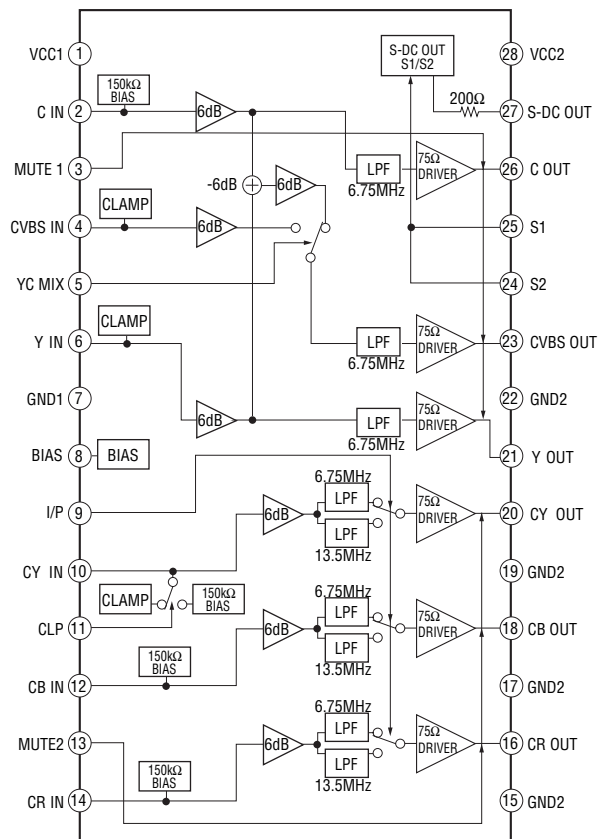 VCC1 1
150kΩ
BIAS
C IN 2
6dB
S-DC OUT
S1/S2
28 VCC2
200Ω
27 S-DC OUT
MUTE 1 3
LPF
6.75MHz
75Ω
DRIVER
26 C OUT
-6dB
6dB
CLAMP
CVBS IN 4
6dB
25 S1
YC MIX 5
24 S2
CLAMP
Y IN 6
LPF
6.75MHz
75Ω
DRIVER
23 CVBS OUT
GND1 7
6dB
LPF
6.75MHz
75Ω
DRIVER
22 GND2
BIAS 8
BIAS
21 Y OUT
I/P 9
6dB
6.75MHz
LPF
LPF
13.5MHz
75Ω
DRIVER
20 CY OUT
CY IN 10
19 GND2
CLAMP
150kΩ
BIAS
CLP 11
6dB
6.75MHz
LPF
LPF
13.5MHz
75Ω
DRIVER
18 CB OUT
150kΩ
BIAS
CB IN 12
17 GND2
MUTE2 13
6dB
6.75MHz
LPF
LPF
13.5MHz
75Ω
DRIVER
16 CR OUT
150kΩ
BIAS
CR IN 14
15 GND2